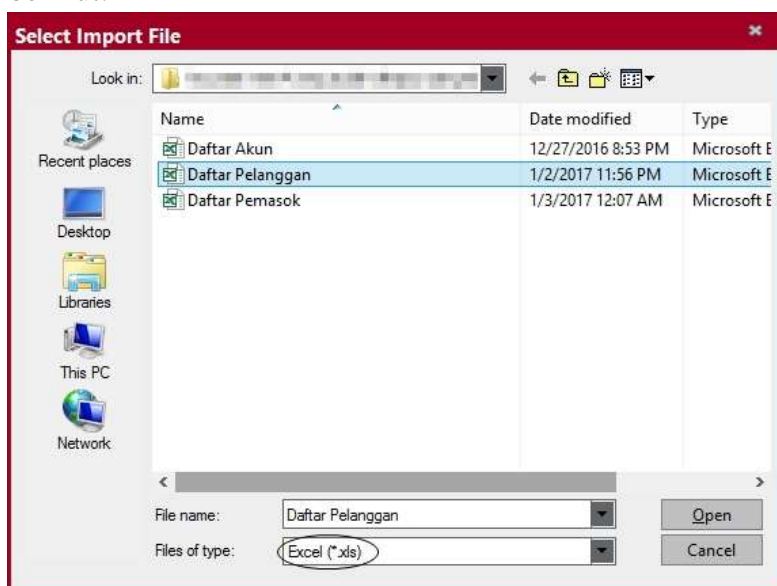 Select Import File
Look in:
Name Date modified Type
Recent places
Daftar Akun 12/27/2016 8:53 PM Microsoft E
Daftar Pelanggan 1/2/2017 11:56 PM Microsoft E
Daftar Pemasok 1/3/2017 12:07 AM Microsoft E
Desktop
Libraries
This PC
Network
File name: Daftar Pelanggan Open
Files of type: Excel (*.xls) Cancel